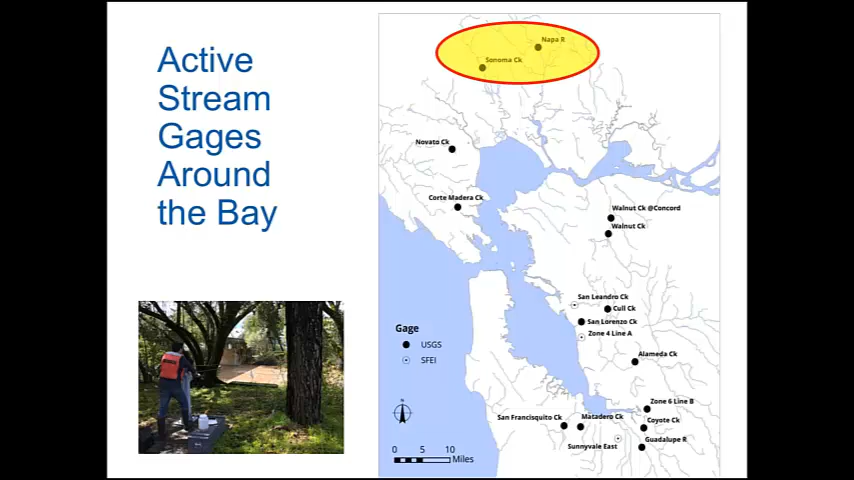 Active
Stream
Gages
Around
the Bay
Napa R
Sonoma Ck
Novato Ck
Corte Madera Ck
Walnut Ck @Concord
Walnut Ck
San Leandro Ck
Cull Ck
San Lorenzo Ck
Zone 4 Line A
Alameda Ck
Zone 6 Line B
San Francisquito Ck
Matadero Ck
Coyote Ck
Sunnyvale East
Guadalupe R
Gage
USGS
SFEI
N
0 5 10
Miles